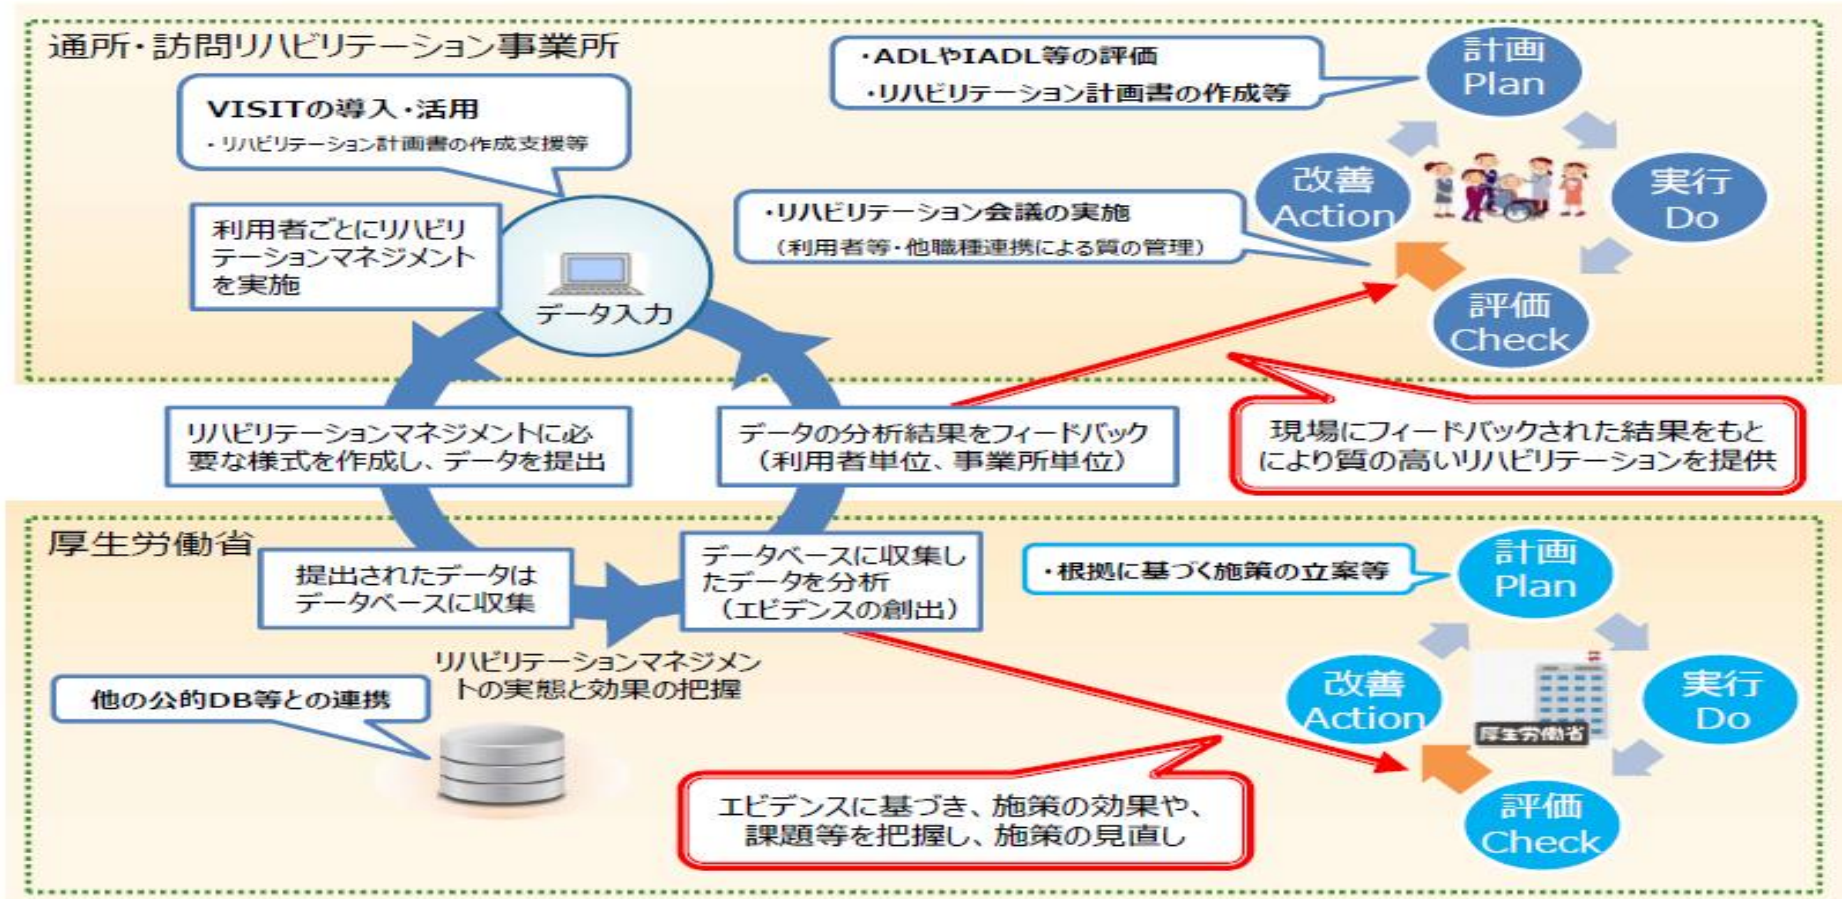 通所・訪問リハビリテーション事業所
VISITの導入・活用
・リハビリテーション計画書の作成支援等
利用者ごとにリハビリ
テーションマネジメント
を実施
データ入力
・ADLやIADL等の評価
・リハビリテーション計画書の作成等
・リハビリテーション会議の実施
（利用者等・他職種連携による質の管理）
計画
Plan
実行
Do
評価
Check
改善
Action
リハビリテーションマネジメントに必
要な様式を作成し、データを提出
データの分析結果をフィードバック
（利用者単位、事業所単位）
現場にフィードバックされた結果をもと
により質の高いリハビリテーションを提供
厚生労働省
提出されたデータは
データベースに収集
データベースに収集し
たデータを分析
（エビデンスの創出）
リハビリテーションマネジメン
トの実態と効果の把握
他の公的DB等との連携
・根拠に基づく施策の立案等
エビデンスに基づき、施策の効果や、
課題等を把握し、施策の見直し
計画
Plan
実行
Do
評価
Check
改善
Action
厚生労働省